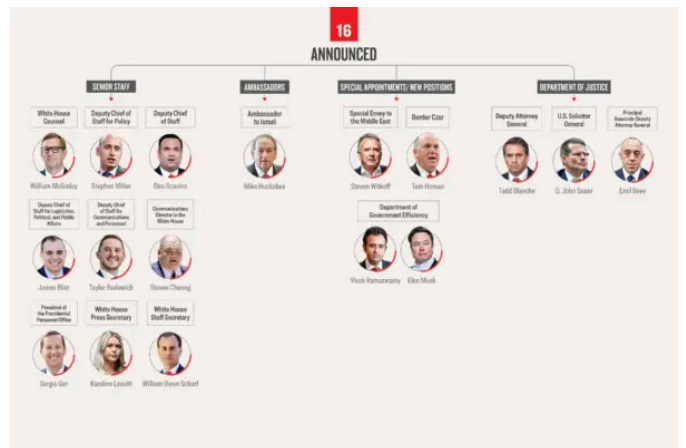 16
ANNOUNCED
SENIOR STAFF
White House
Counsel
William McGinley
Deputy Chief of
Staff for Policy
Stephen Miller
Deputy Chief
of Staff
Dan Scavino
Deputy Chief of
Staff for Legislative,
Political, and Public
Affairs
James Blair
Deputy Chief
of Staff for
Communications
and Personnel
Taylor Budowich
Communications
Director in the
White House
Steven Cheung
President of
the Presidential
Personnel Office
Sergio Gor
White House
Press Secretary
Karoline Leavitt
White House
Staff Secretary
William Owen Scharf
AMBASSADORS
Ambassador
to Israel
Mike Huckabee
SPECIAL APPOINTMENTS/ NEW POSITIONS
Special Envoy to
the Middle East
Steven Witkoff
Border Czar
Tom Homan
Department of
Government Efficiency
Vivek Ramaswamy
Elon Musk
DEPARTMENT OF JUSTICE
Deputy Attorney
General
Todd Blanche
U.S. Solicitor
General
D. John Sauer
Principal
Associate Deputy
Attorney General
Emil Bove